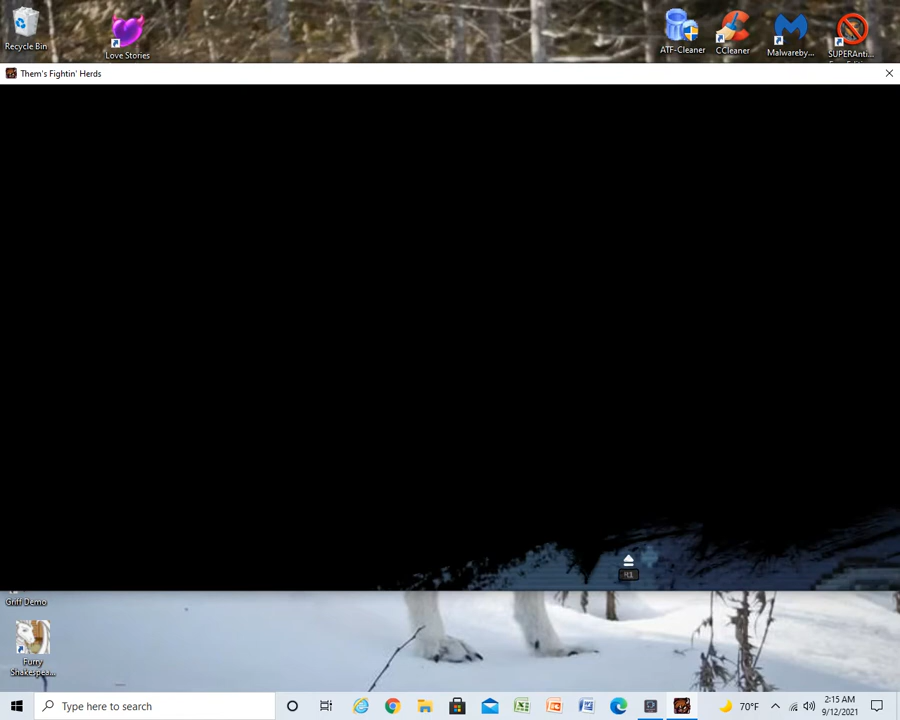 Recycle Bin
Love Stories
ATF-Cleaner
CCleaner
Malwareby...
SUPERAnti...
Them's Fightin' Herds
Griff Demo
Furry
Shakespea...
Type here to search
70°F
2:15 AM
9/12/2021